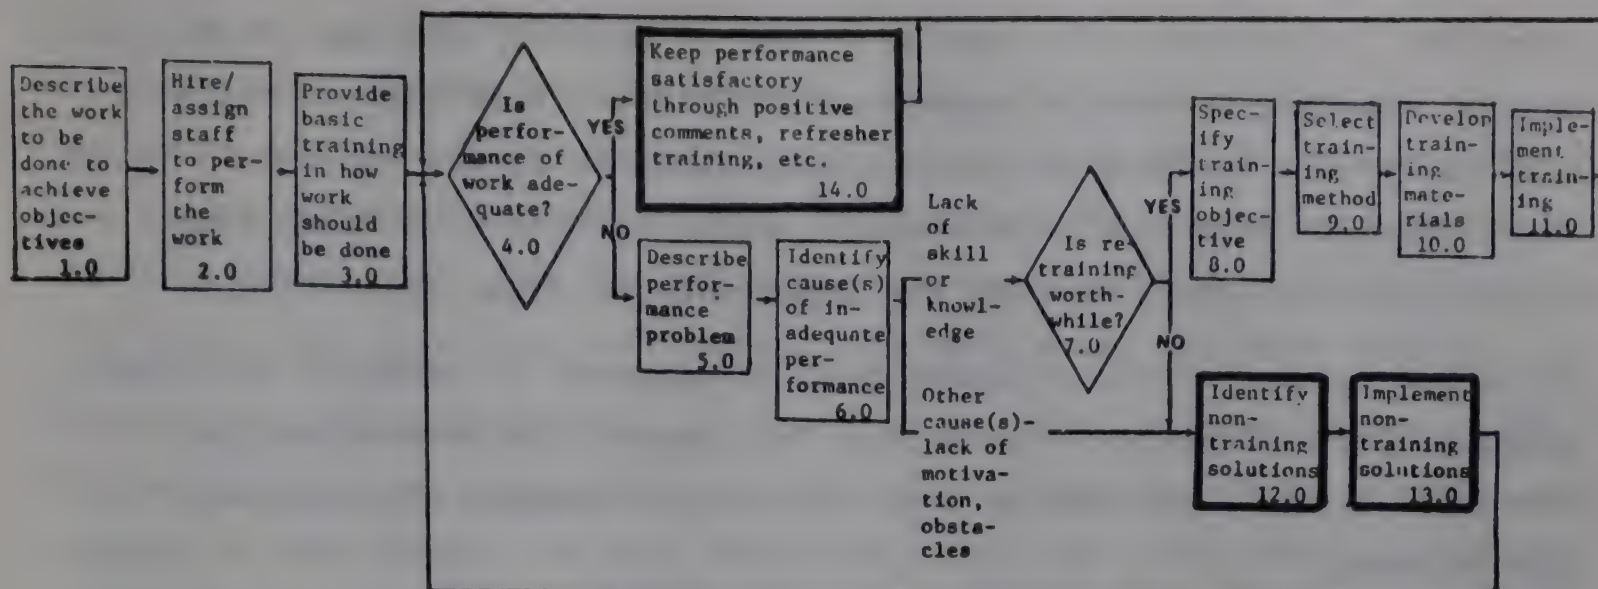 Describe
the work
to be
done to
achieve
objec-
tives
1.0
Hire/
assign
staff
to per-
form
the
work
2.0
Provide
basic
training
in how
work
should
be done
3.0
Is
perfor-
mance of
work ade-
quate?
4.0
YES
NO
Keep performance
satisfactory
through positive
comments, refresher
training, etc.
14.0
Describe
perfor-
mance
problem
5.0
Identify
cause(s)
of in-
adequate
per-
formance
6.0
Lack
of
skill
or
knowl-
edge
Other
cause(s)-
lack of
motiva-
tion,
obsta-
cles
Is re-
training
worth-
while?
7.0
YES
NO
Spec-
ify
train-
ing
objec-
tive
8.0
Select
train-
ing
method
9.0
Develop
train-
ing
mate-
rials
10.0
Imple-
ment
train-
ing
11.0
Identify
non-
training
solutions
12.0
Implement
non-
training
solutions
13.0